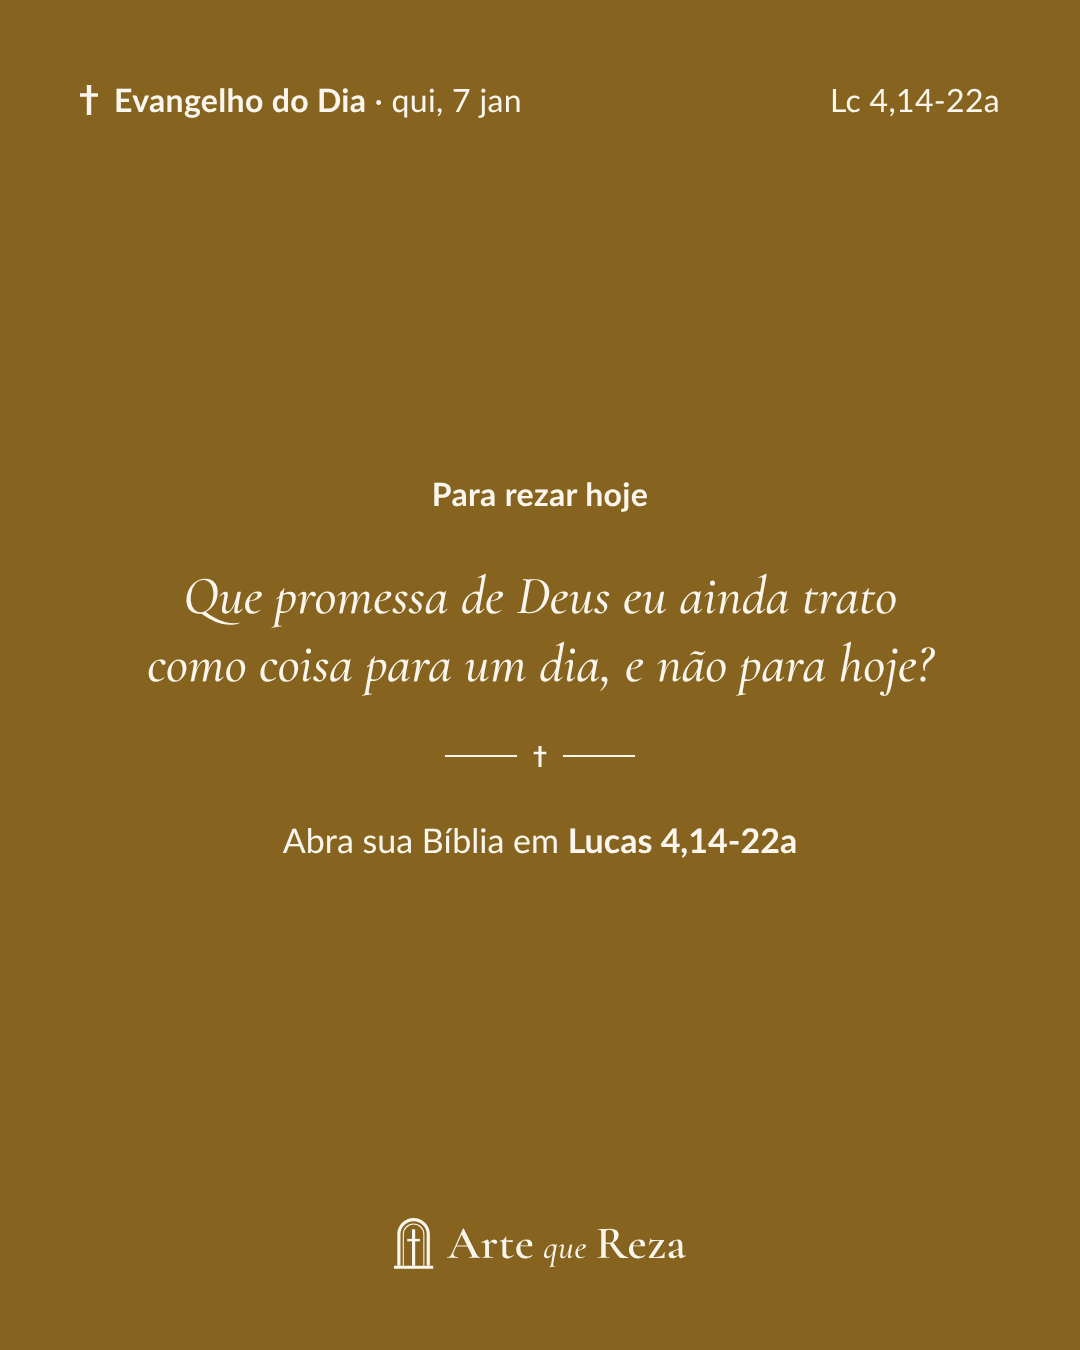 † Evangelho do Dia · qui, 7 jan
Lc 4,14-22a
Para rezar hoje
Que promessa de Deus eu ainda trato
como coisa para um dia, e não para hoje?
†
Abra sua Bíblia em Lucas 4,14-22a
Arte que Reza